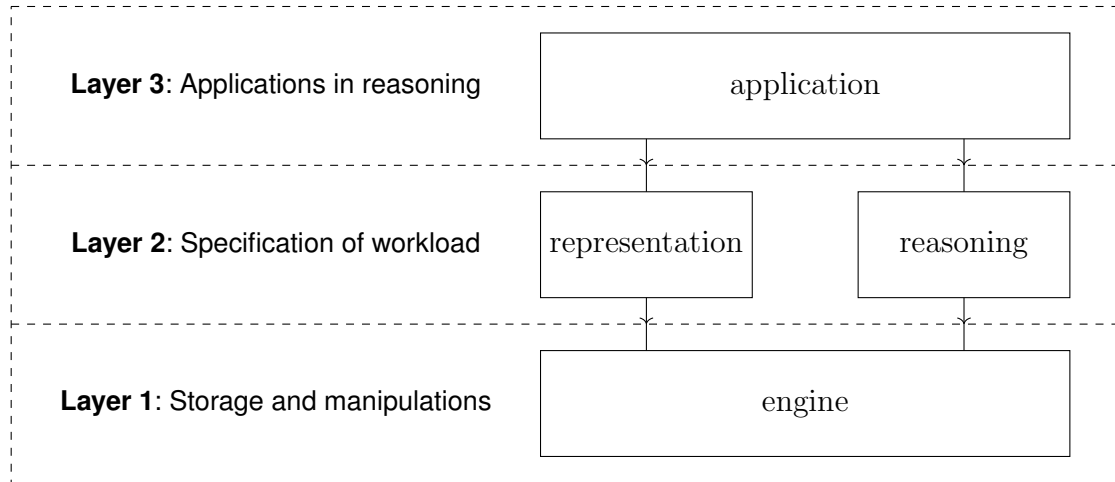 Layer 3: Applications in reasoning
application
Layer 2: Specification of workload
representation
reasoning
Layer 1: Storage and manipulations
engine